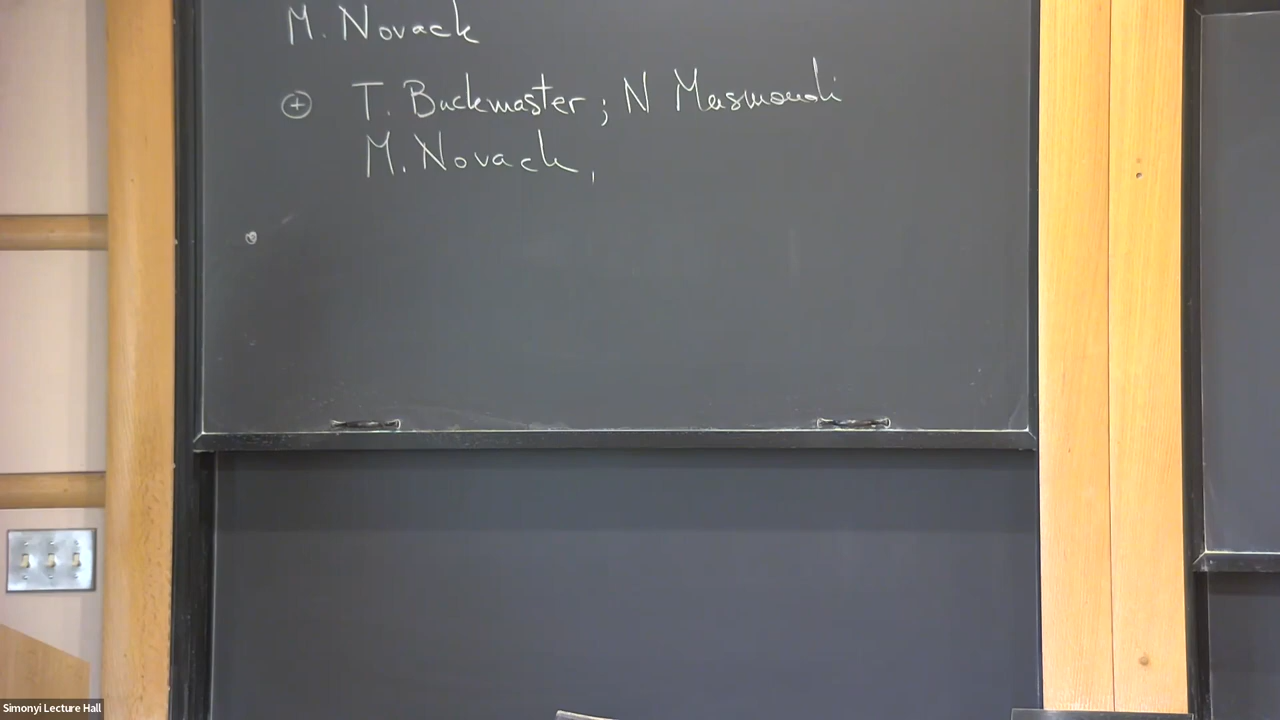 M. Novack
⊕ T. Buckmaster ; N Masmoudi
M. Novack,
Simonyi Lecture Hall